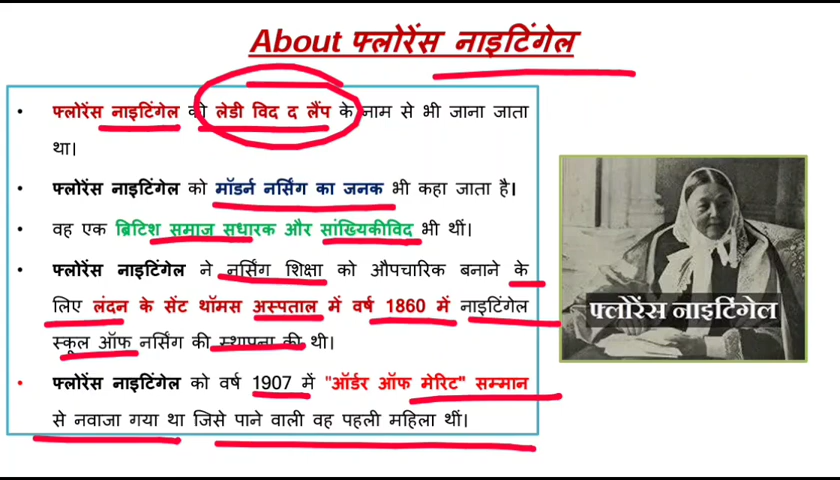 About फ्लोरेंस नाइटिंगेल
• फ्लोरेंस नाइटिंगेल को लेडी विद द लैंप के नाम से भी जाना जाता
था।
• फ्लोरेंस नाइटिंगेल को मॉडर्न नर्सिंग का जनक भी कहा जाता है।
• वह एक ब्रिटिश समाज सधारक और सांख्यिकीविद भी थीं।
• फ्लोरेंस नाइटिंगेल ने नर्सिंग शिक्षा को औपचारिक बनाने के
लिए लंदन के सेंट थॉमस अस्पताल में वर्ष 1860 में नाइटिंगेल
स्कूल ऑफ नर्सिंग की स्थापना की थी।
• फ्लोरेंस नाइटिंगेल को वर्ष 1907 में "ऑर्डर ऑफ मेरिट" सम्मान
से नवाजा गया था जिसे पाने वाली वह पहली महिला थीं।
फ्लोरेंस नाइटिंगेल